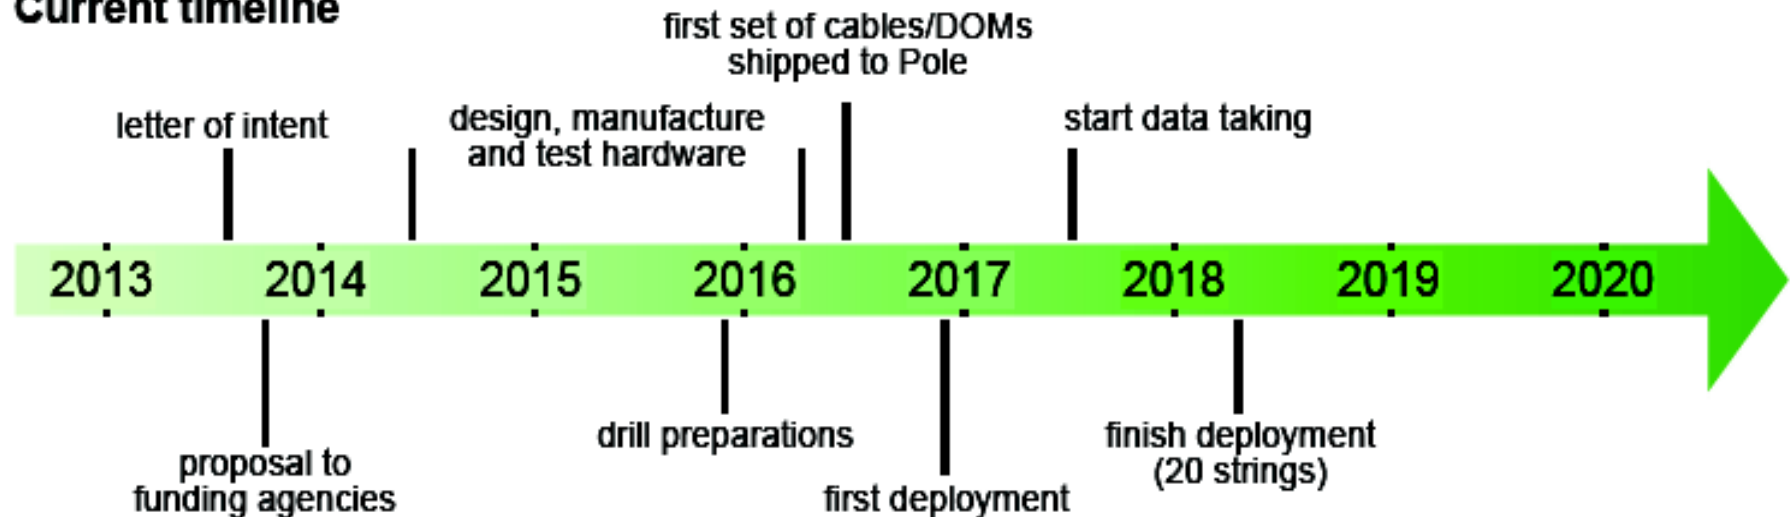 Current timeline
first set of cables/DOMs
shipped to Pole
letter of intent
design, manufacture
and test hardware
start data taking
2013 2014 2015 2016 2017 2018 2019 2020
drill preparations
finish deployment
(20 strings)
proposal to
funding agencies
first deployment